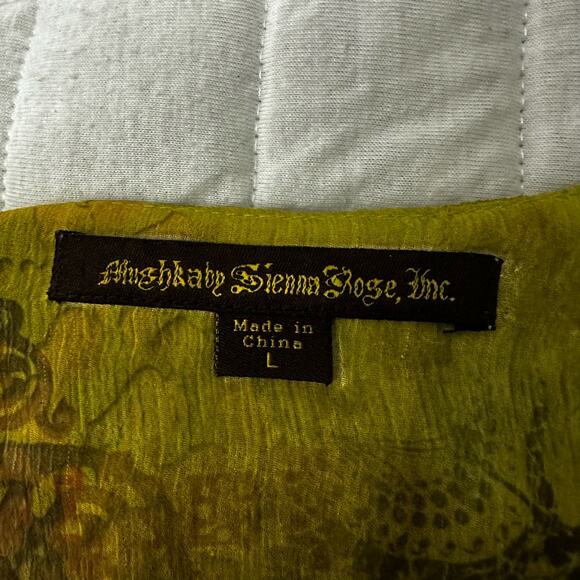 Mushkaby Sienna Rose, Inc.
Made in
China
L